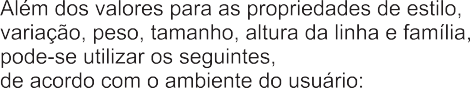 Além dos valores para as propriedades de estilo,
variação, peso, tamanho, altura da linha e família,
pode-se utilizar os seguintes,
de acordo com o ambiente do usuário: